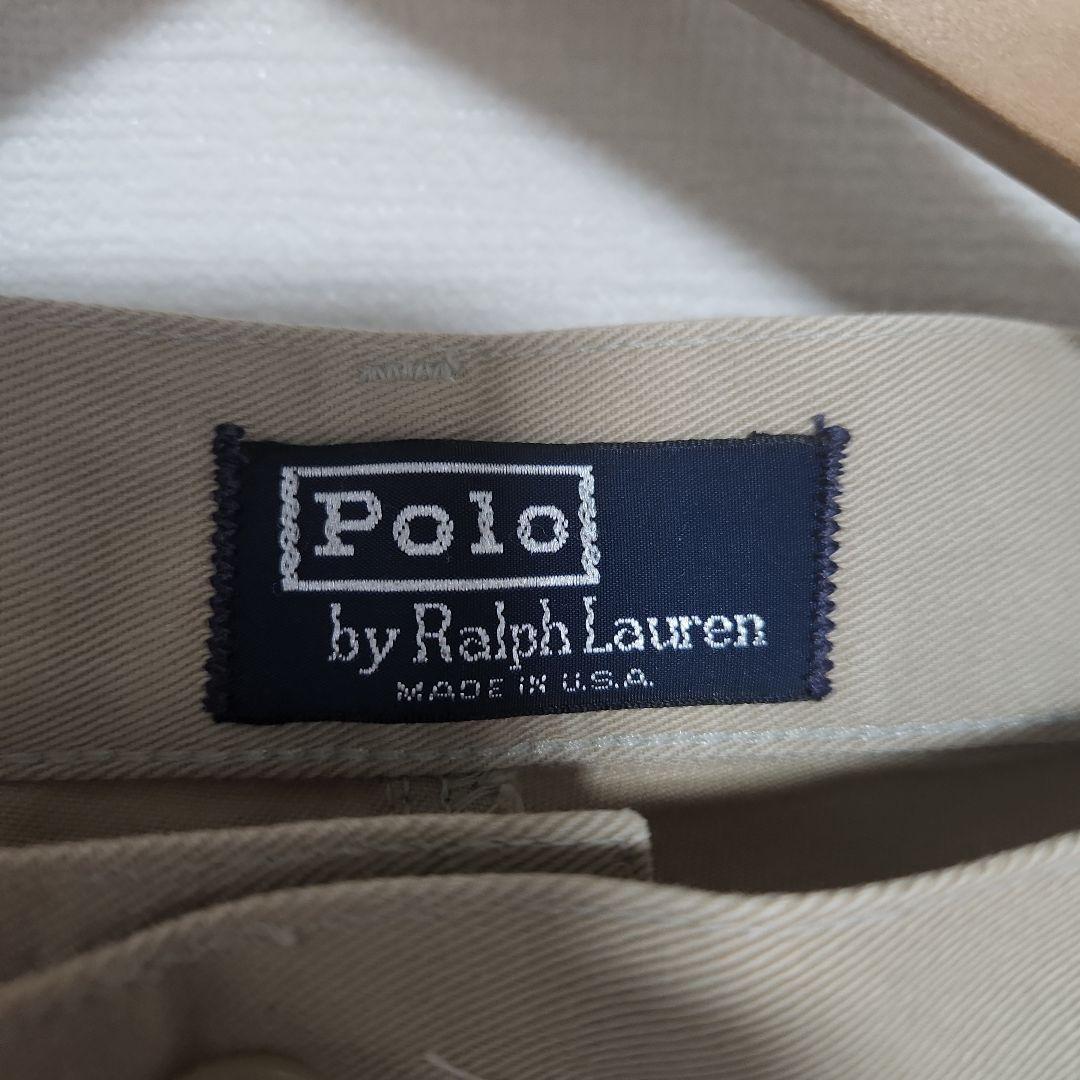 Polo
by Ralph Lauren
MADE IN U.S.A.